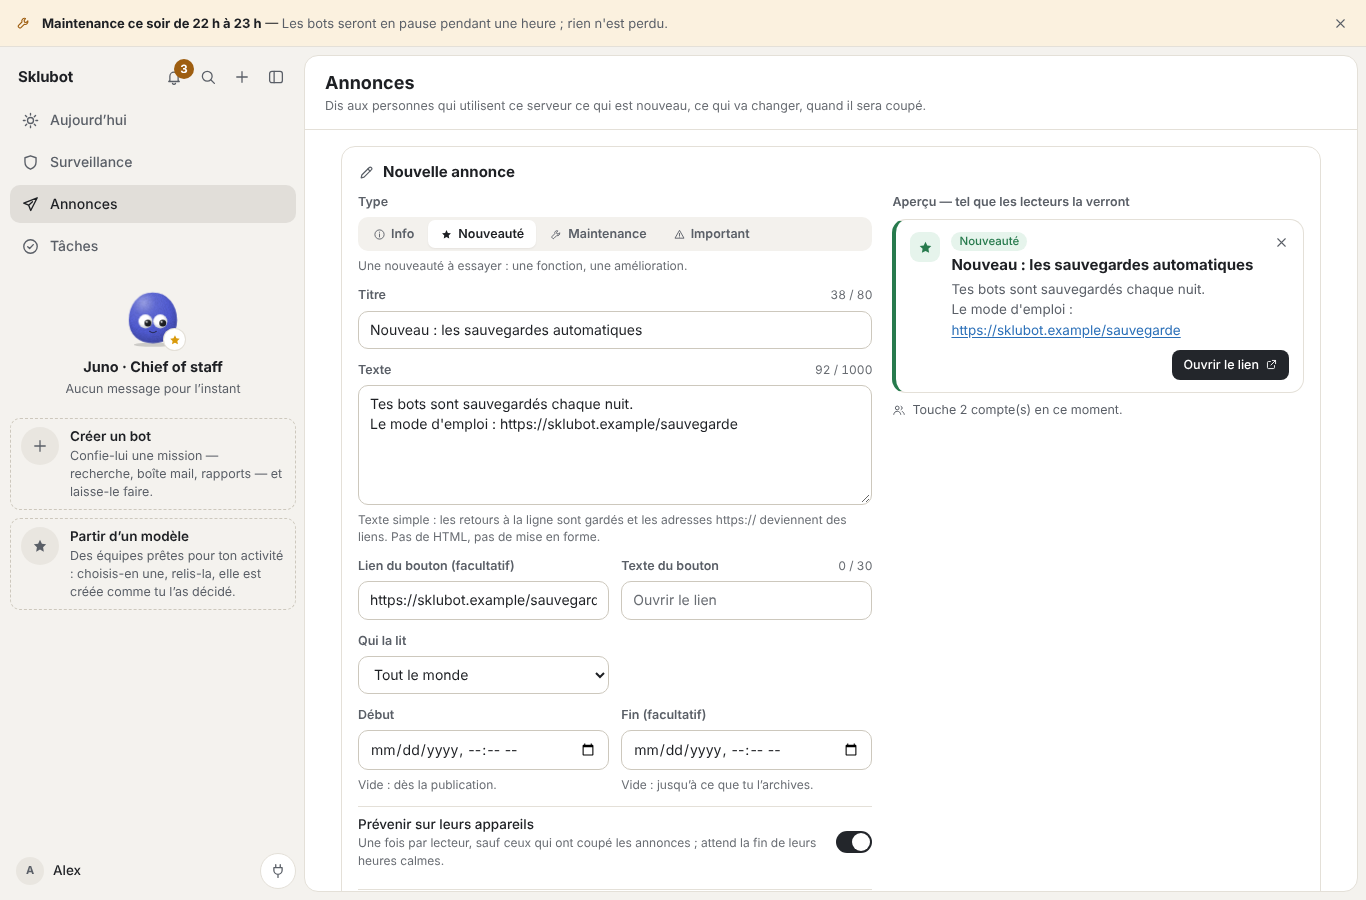 Maintenance ce soir de 22 h à 23 h — Les bots seront en pause pendant une heure ; rien n'est perdu.
Sklubot
3
Aujourd’hui
Surveillance
Annonces
Tâches
Juno · Chief of staff
Aucun message pour l’instant
Créer un bot
Confie-lui une mission —
recherche, boîte mail, rapports — et
laisse-le faire.
Partir d’un modèle
Des équipes prêtes pour ton activité
: choisis-en une, relis-la, elle est
créée comme tu l’as décidé.
A
Alex
Annonces
Dis aux personnes qui utilisent ce serveur ce qui est nouveau, ce qui va changer, quand il sera coupé.
Nouvelle annonce
Type
Info
Nouveauté
Maintenance
Important
Une nouveauté à essayer : une fonction, une amélioration.
Titre
38 / 80
Nouveau : les sauvegardes automatiques
Texte
92 / 1000
Tes bots sont sauvegardés chaque nuit.
Le mode d'emploi : https://sklubot.example/sauvegarde
Texte simple : les retours à la ligne sont gardés et les adresses https:// deviennent des
liens. Pas de HTML, pas de mise en forme.
Lien du bouton (facultatif)
Texte du bouton
0 / 30
https://sklubot.example/sauvegarc
Ouvrir le lien
Qui la lit
Tout le monde
Début
Fin (facultatif)
mm/dd/yyyy, --:-- --
mm/dd/yyyy, --:-- --
Vide : dès la publication.
Vide : jusqu’à ce que tu l’archives.
Prévenir sur leurs appareils
Une fois par lecteur, sauf ceux qui ont coupé les annonces ; attend la fin de leurs
heures calmes.
Aperçu — tel que les lecteurs la verront
Nouveauté
Nouveau : les sauvegardes automatiques
Tes bots sont sauvegardés chaque nuit.
Le mode d'emploi :
https://sklubot.example/sauvegarde
Ouvrir le lien
Touche 2 compte(s) en ce moment.